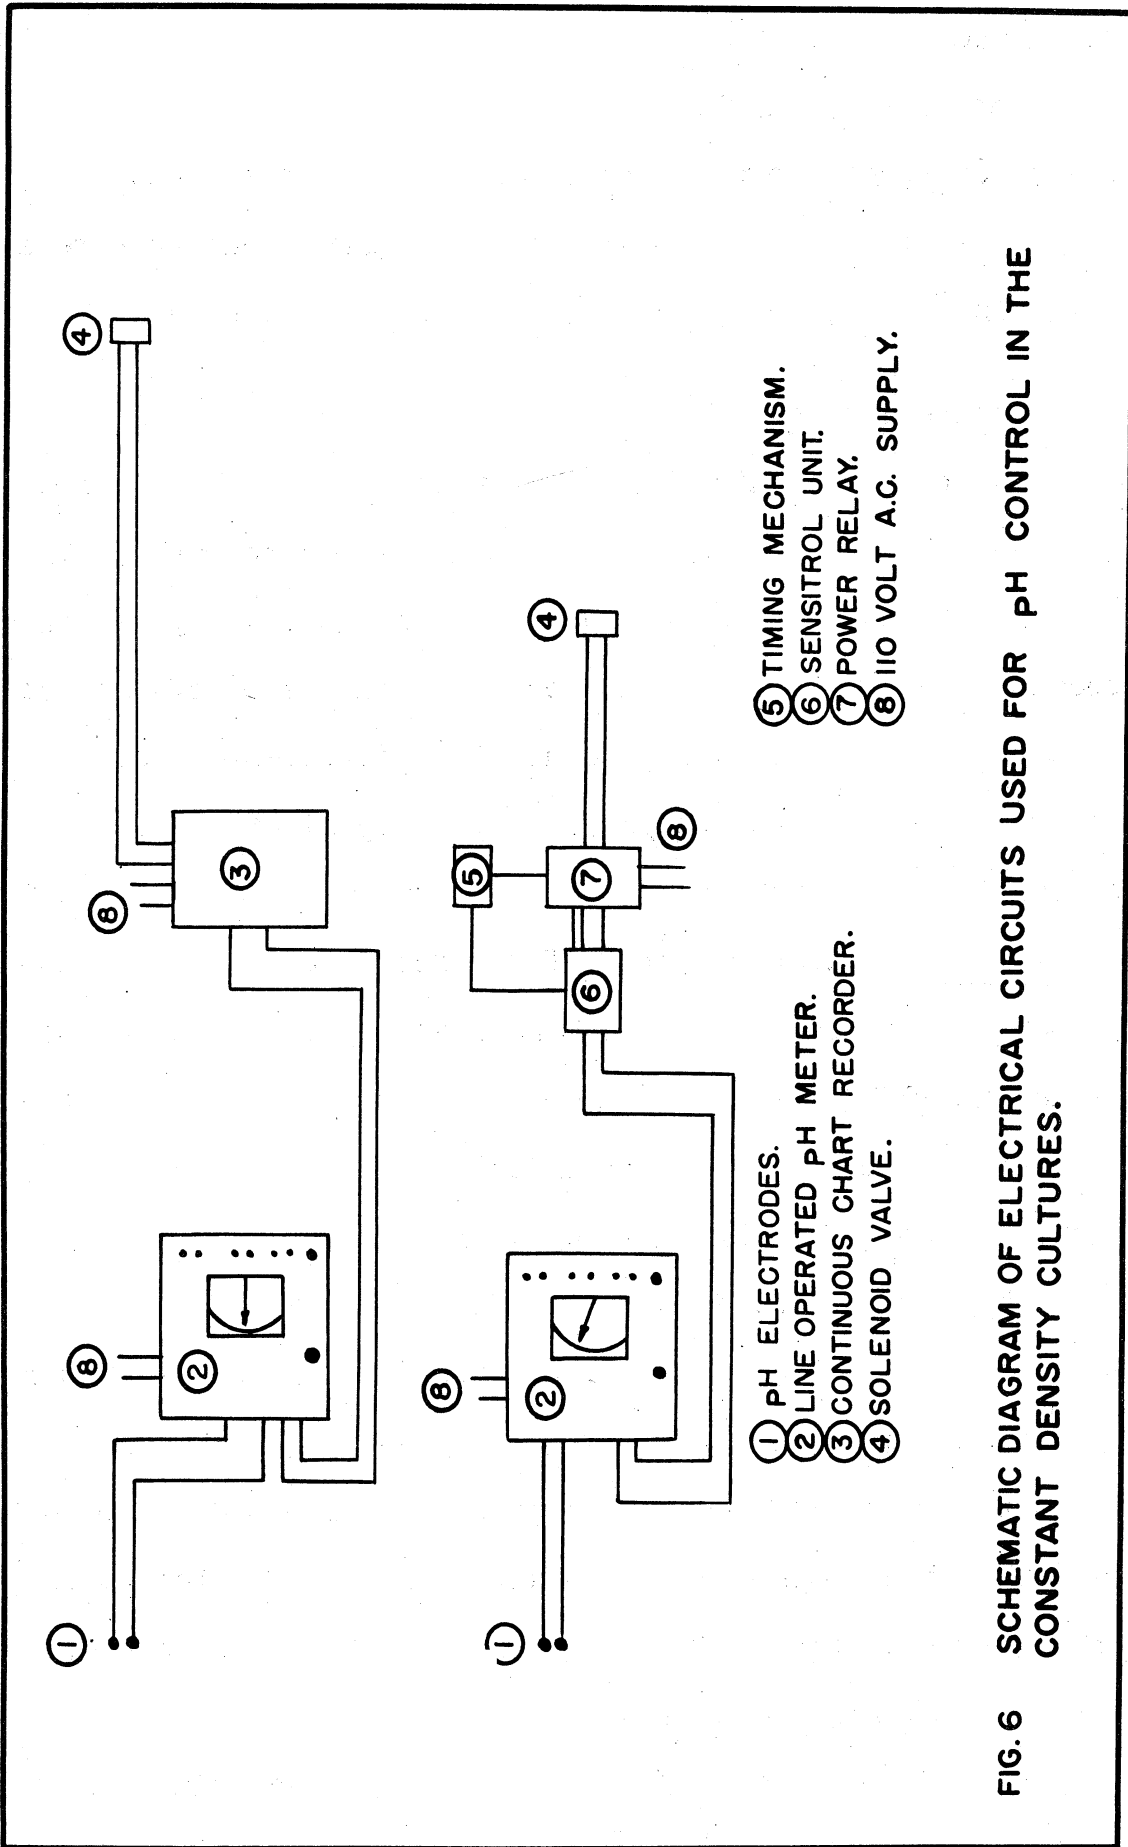 ④
⑧
③
⑧
②
①
④
⑤
⑦
⑧
⑥
⑧
②
①
① pH ELECTRODES.
② LINE OPERATED pH METER.
③ CONTINUOUS CHART RECORDER.
④ SOLENOID VALVE.
⑤ TIMING MECHANISM.
⑥ SENSITROL UNIT.
⑦ POWER RELAY.
⑧ 110 VOLT A.C. SUPPLY.
FIG. 6 SCHEMATIC DIAGRAM OF ELECTRICAL CIRCUITS USED FOR pH CONTROL IN THE
CONSTANT DENSITY CULTURES.